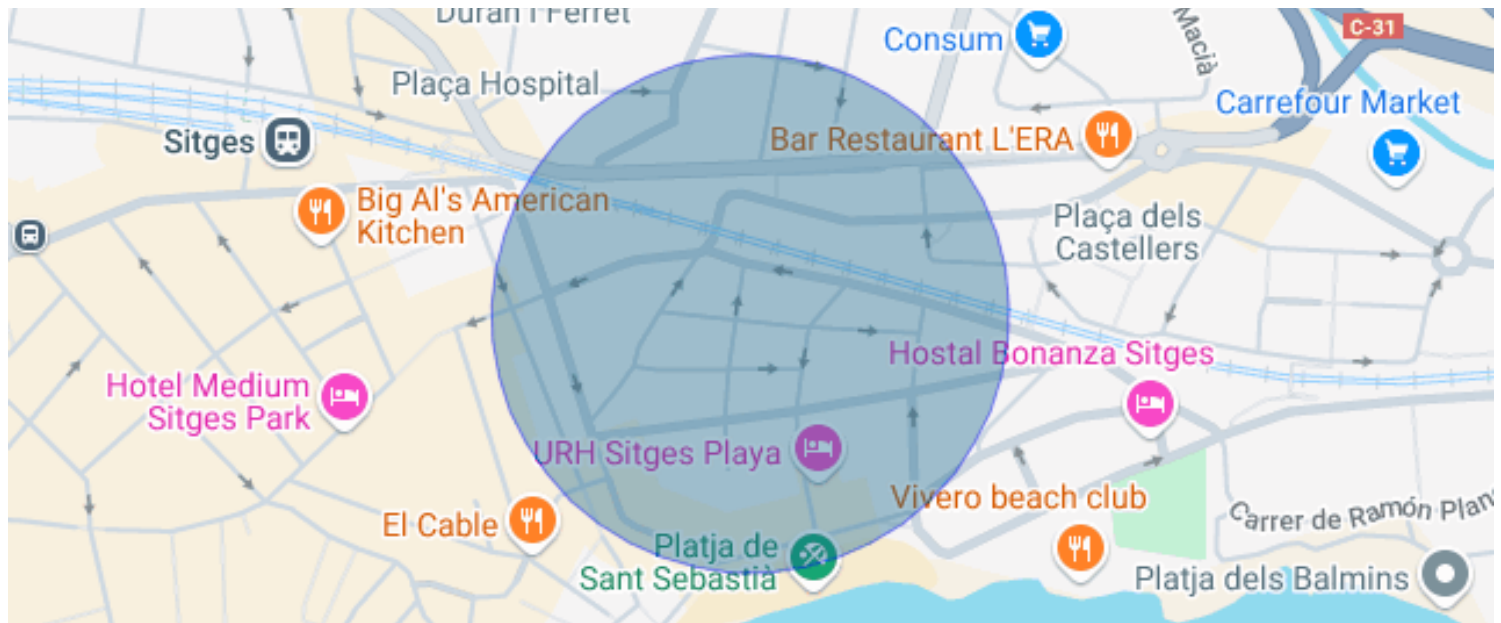 Duran i Ferret
Macià
C-31
Consum
Plaça Hospital
Carrefour Market
Sitges
Bar Restaurant L'ERA
Big Al's American
Kitchen
Plaça dels
Castellers
Hostal Bonanza Sitges
Hotel Medium
Sitges Park
URH Sitges Playa
Vivero beach club
El Cable
Carrer de Ramón Plan
Platja de
Sant Sebastià
Platja dels Balmins